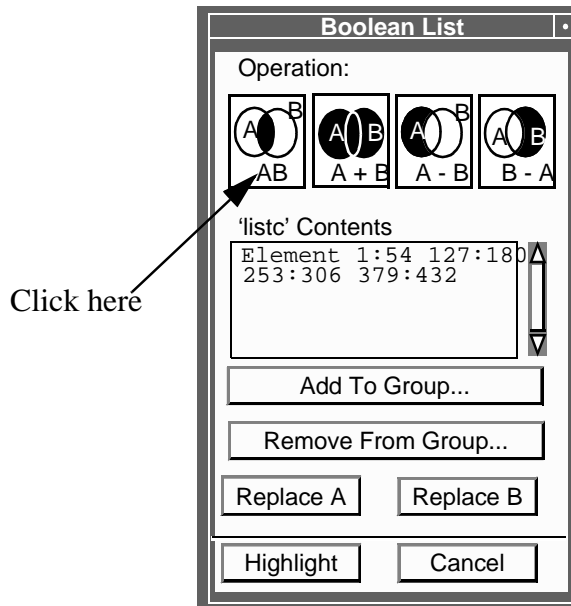 Boolean List
Operation:
A B A B A B A B
AB A + B A - B B - A
'listc' Contents
Element 1:54 127:180
253:306 379:432
Click here
Add To Group...
Remove From Group...
Replace A Replace B
Highlight Cancel